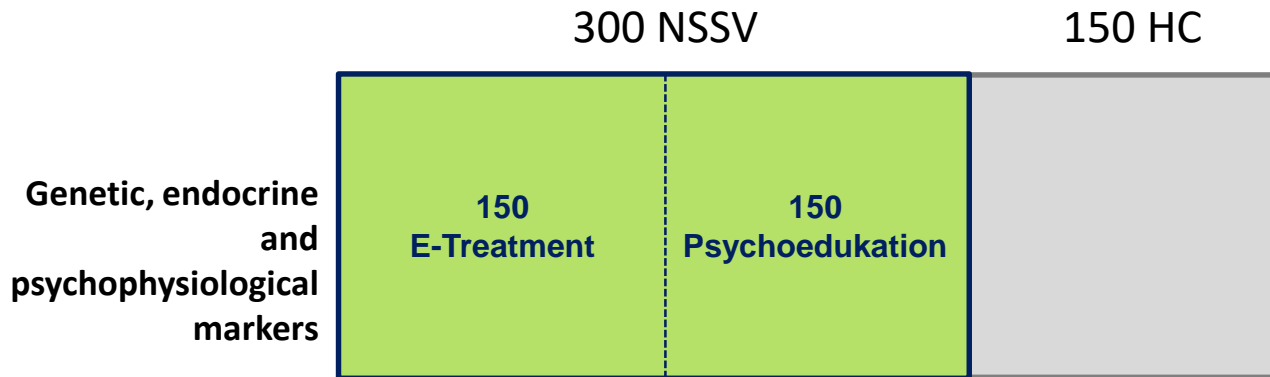 300 NSSV
150 HC
Genetic, endocrine
and
psychophysiological
markers
150
E-Treatment
150
Psychoedukation